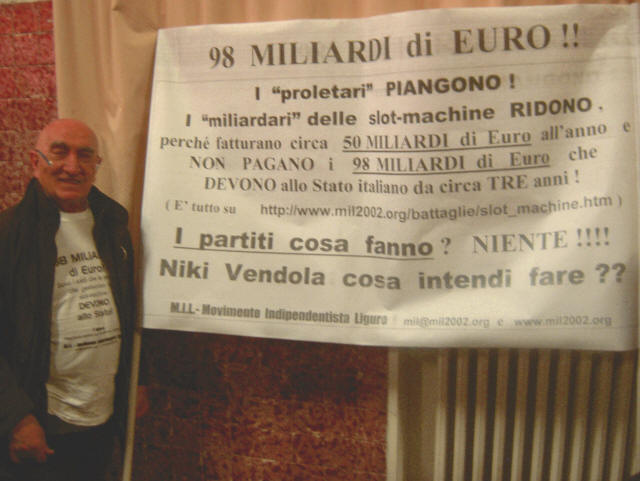 98 MILIARDI di EURO !!
I "proletari" PIANGONO !
I "miliardari" delle slot-machine RIDONO ,
perché fatturano circa 50 MILIARDI di Euro all'anno e
NON PAGANO i 98 MILIARDI di Euro che
DEVONO allo Stato italiano da circa TRE anni !
( E' tutto su http://www.mil2002.org/battaglie/slot_machine.htm )
I partiti cosa fanno ? NIENTE !!!!
Niki Vendola cosa intendi fare ??
M.I.L.- Movimento Indipendentista Ligure mil@mil2002.org e www.mil2002.org
98 MILIA
di Euro
DEVONO
allo Stato